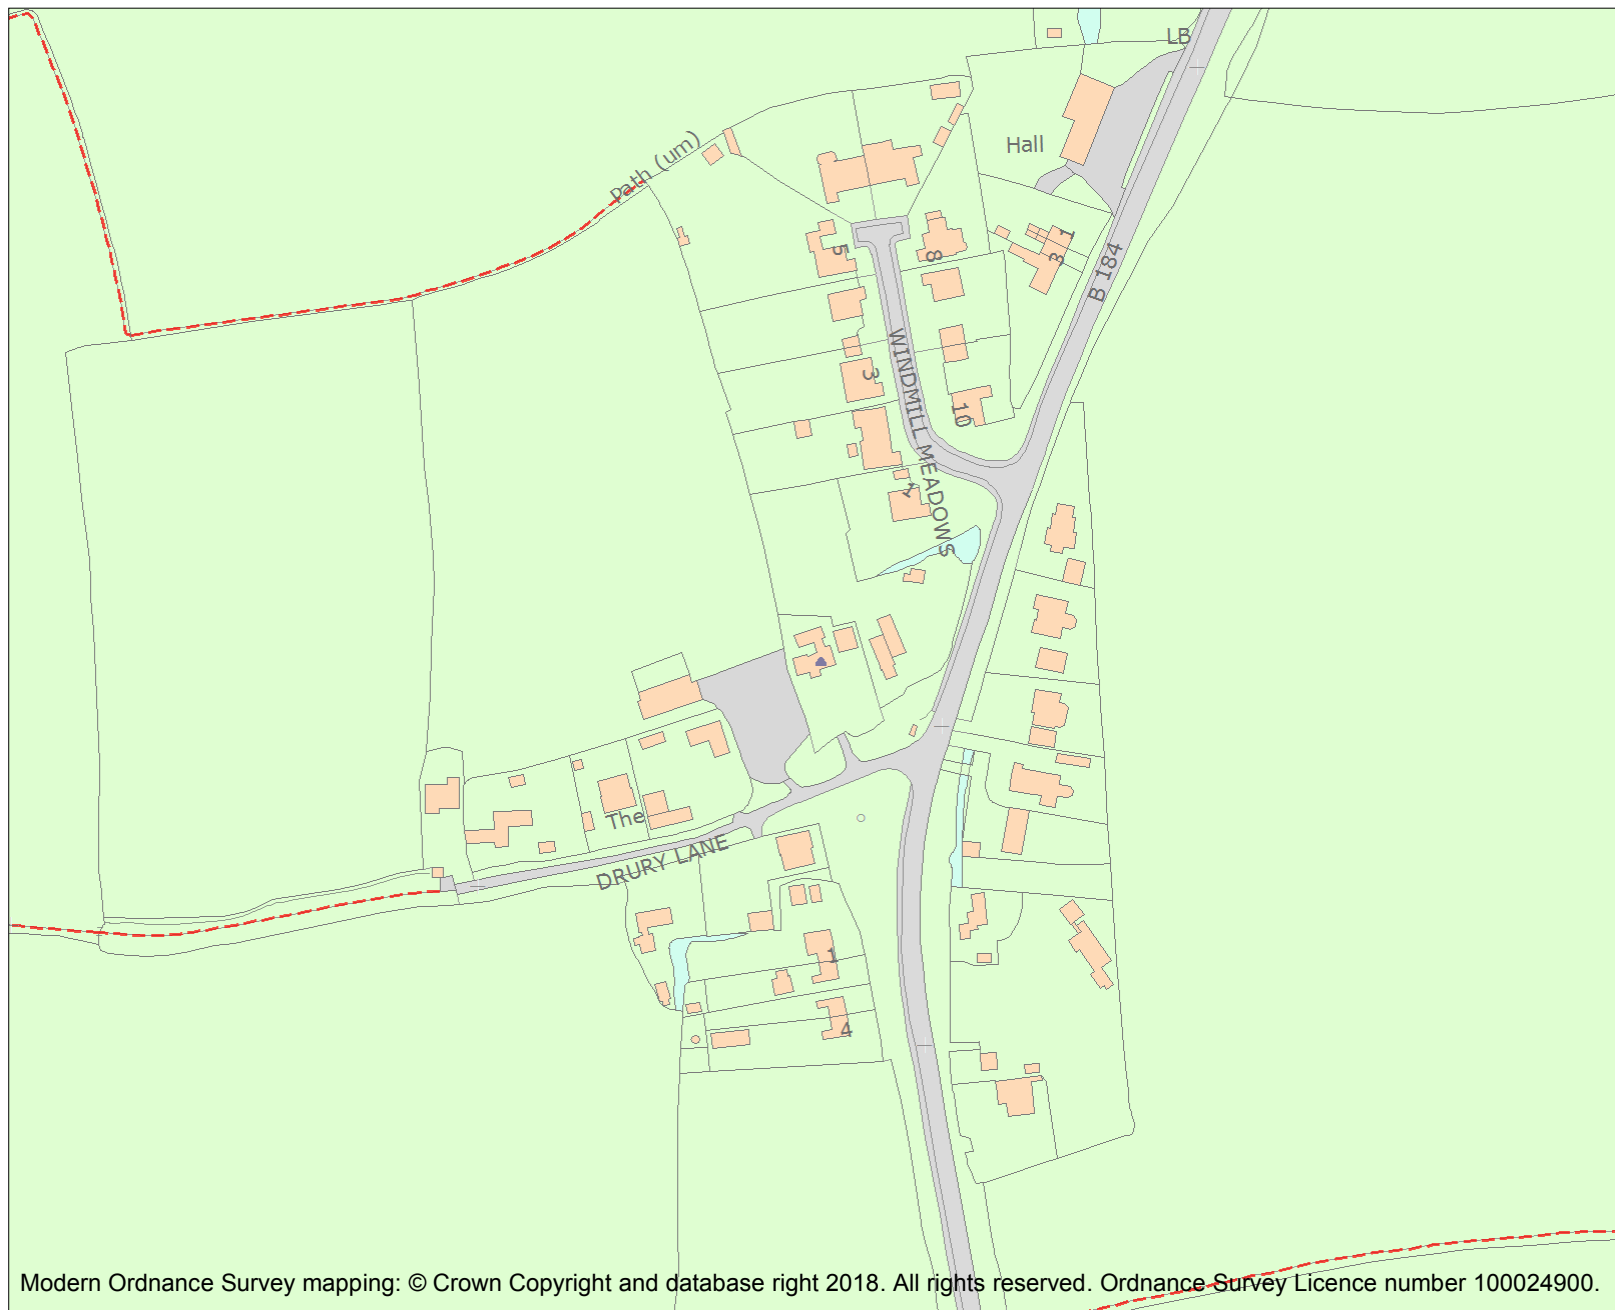 LB
Path (um)
Hall
1
3
B 184
5
8
WINDMILL MEADOWS
3
10
1
The
DRURY LANE
1
4
Modern Ordnance Survey mapping: © Crown Copyright and database right 2018. All rights reserved. Ordnance Survey Licence number 100024900.